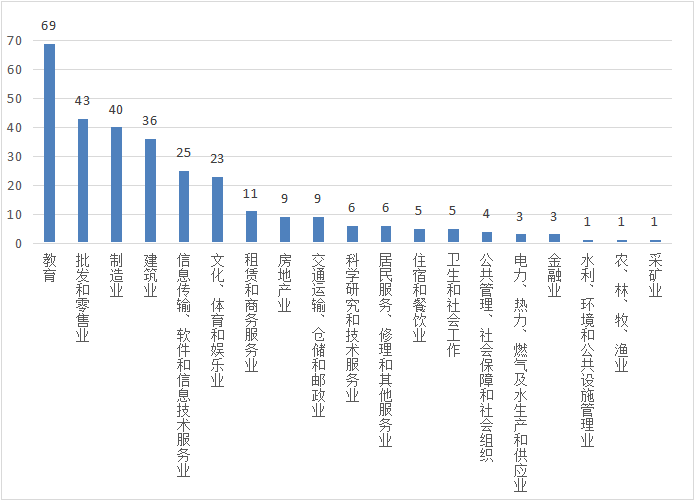 69
43
40
36
25
23
11
9
9
6
6
5
5
4
3
3
1
1
1
70
60
50
40
30
20
10
0
教育
批发和零售业
制造业
建筑业
信息传输、软件和信息技术服务业
文化、体育和娱乐业
租赁和商务服务业
房地产业
交通运输、仓储和邮政业
科学研究和技术服务业
居民服务、修理和其他服务业
住宿和餐饮业
卫生和社会工作
公共管理、社会保障和社会组织
电力、热力、燃气及水生产和供应业
金融业
水利、环境和公共设施管理业
农、林、牧、渔业
采矿业